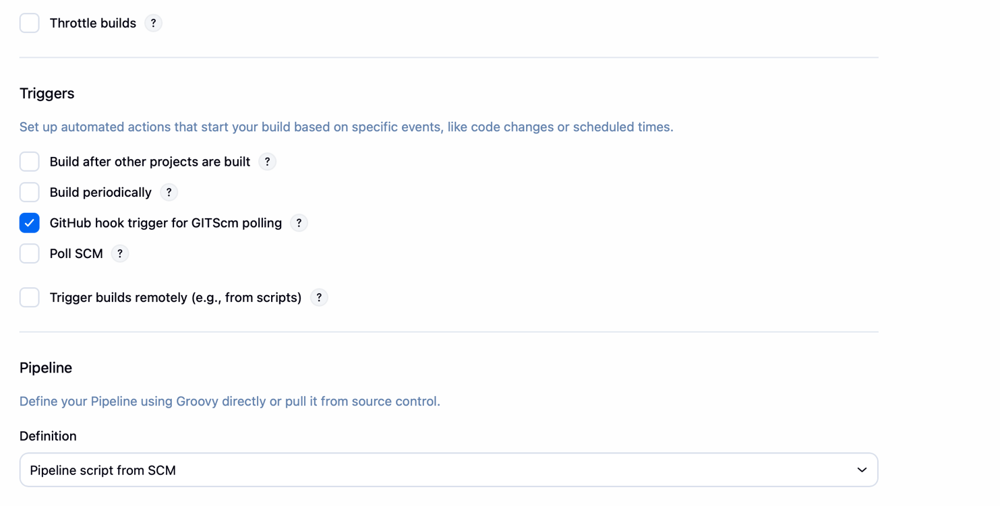 Throttle builds ?
Triggers
Set up automated actions that start your build based on specific events, like code changes or scheduled times.
Build after other projects are built ?
Build periodically ?
GitHub hook trigger for GITScm polling ?
Poll SCM ?
Trigger builds remotely (e.g., from scripts) ?
Pipeline
Define your Pipeline using Groovy directly or pull it from source control.
Definition
Pipeline script from SCM